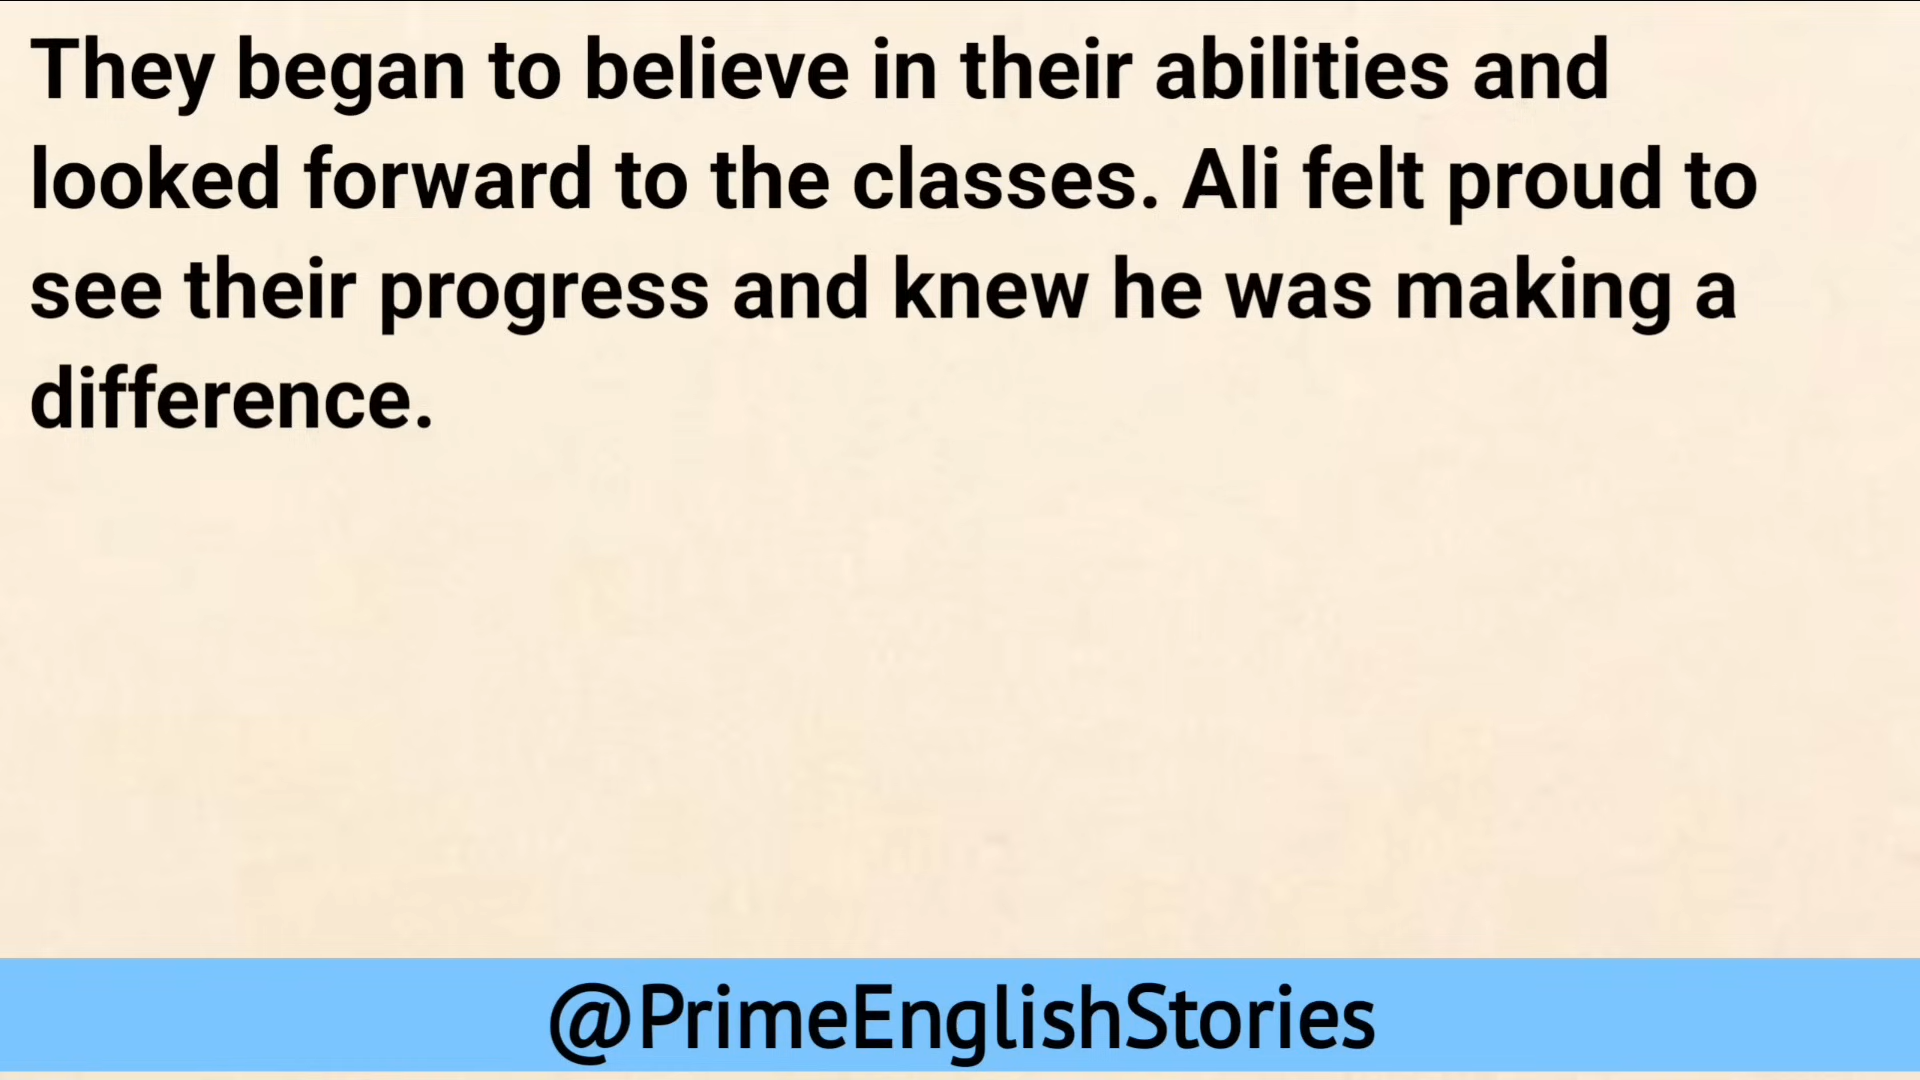 They began to believe in their abilities and
looked forward to the classes. Ali felt proud to
see their progress and knew he was making a
difference.
@PrimeEnglishStories